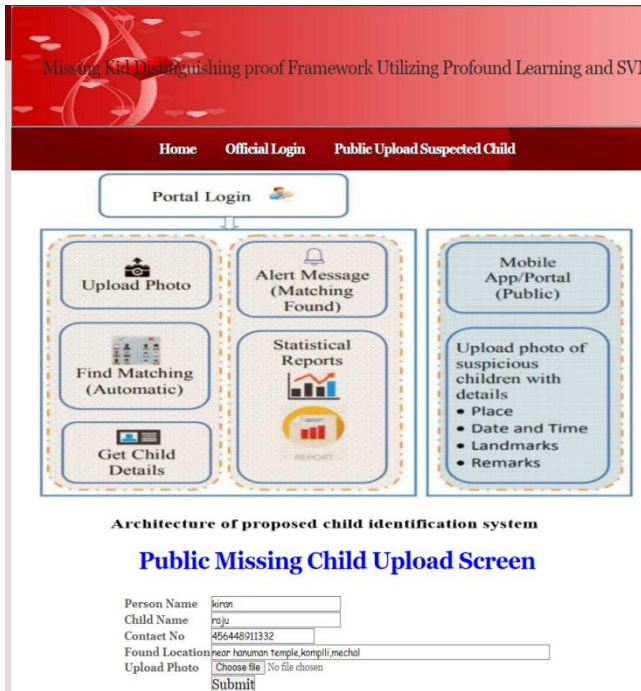 Missing Kid Distinguishing proof Framework Utilizing Profound Learning and SVM
Home Official Login Public Upload Suspected Child
Portal Login
Upload Photo
Find Matching
(Automatic)
Get Child
Details
Alert Message
(Matching
Found)
Statistical
Reports
REPORT
Mobile
App/Portal
(Public)
Upload photo of
suspicious
children with
details
• Place
• Date and Time
• Landmarks
• Remarks
Architecture of proposed child identification system
Public Missing Child Upload Screen
Person Name kiran
Child Name raju
Contact No 456448911332
Found Location near hanuman temple,komplli,mechal
Upload Photo Choose file No file chosen
Submit